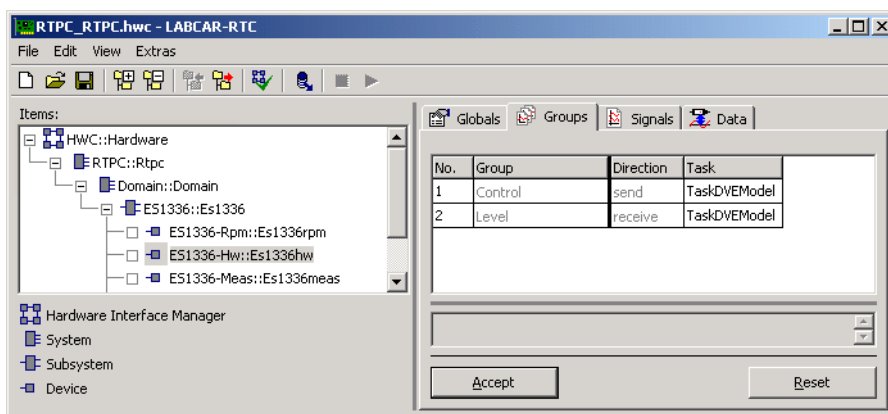 RTPC_RTPC.hwc - LABCAR-RTC
File Edit View Extras
Items:
HWC::Hardware
RTPC::Rtpc
Domain::Domain
ES1336::Es1336
ES1336-Rpm::Es1336rpm
ES1336-Hw::Es1336hw
ES1336-Meas::Es1336meas
Hardware Interface Manager
System
Subsystem
Device
Globals Groups Signals Data
No. Group Direction Task
1 Control send TaskDVEModel
2 Level receive TaskDVEModel
Accept Reset